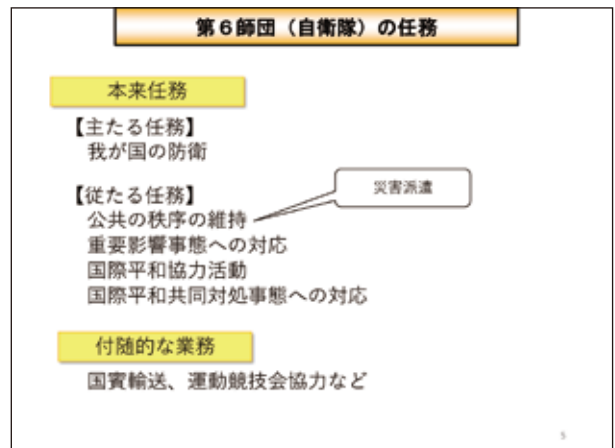 第6師団（自衛隊）の任務
本来任務
【主たる任務】
我が国の防衛
【従たる任務】
災害派遣
公共の秩序の維持
重要影響事態への対応
国際平和協力活動
国際平和共同対処事態への対応
付随的な業務
国賓輸送、運動競技会協力など
5